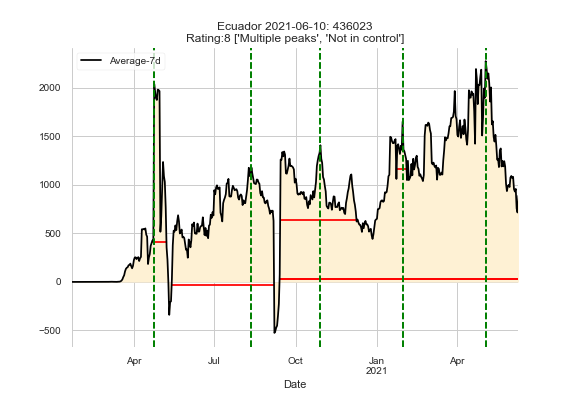 Ecuador 2021-06-10: 436023
Rating:8 ['Multiple peaks', 'Not in control']
Average-7d
2000
1500
1000
500
0
−500
Apr
Jul
Oct
Jan
2021
Apr
Date